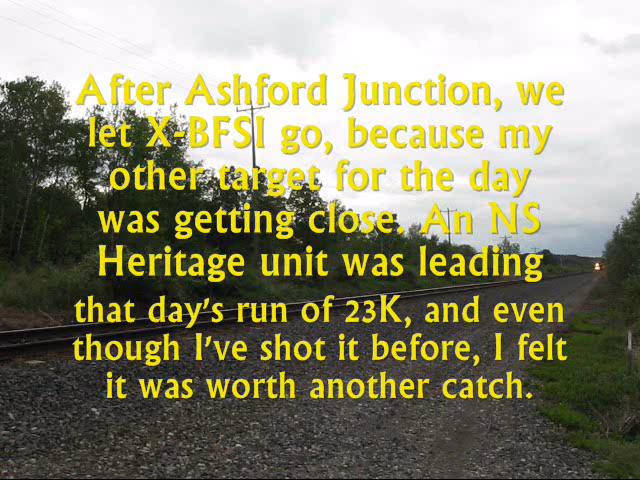 After Ashford Junction, we
let X-BFSI go, because my
other target for the day
was getting close. An NS
Heritage unit was leading
that day's run of 23K, and even
though I've shot it before, I felt
it was worth another catch.